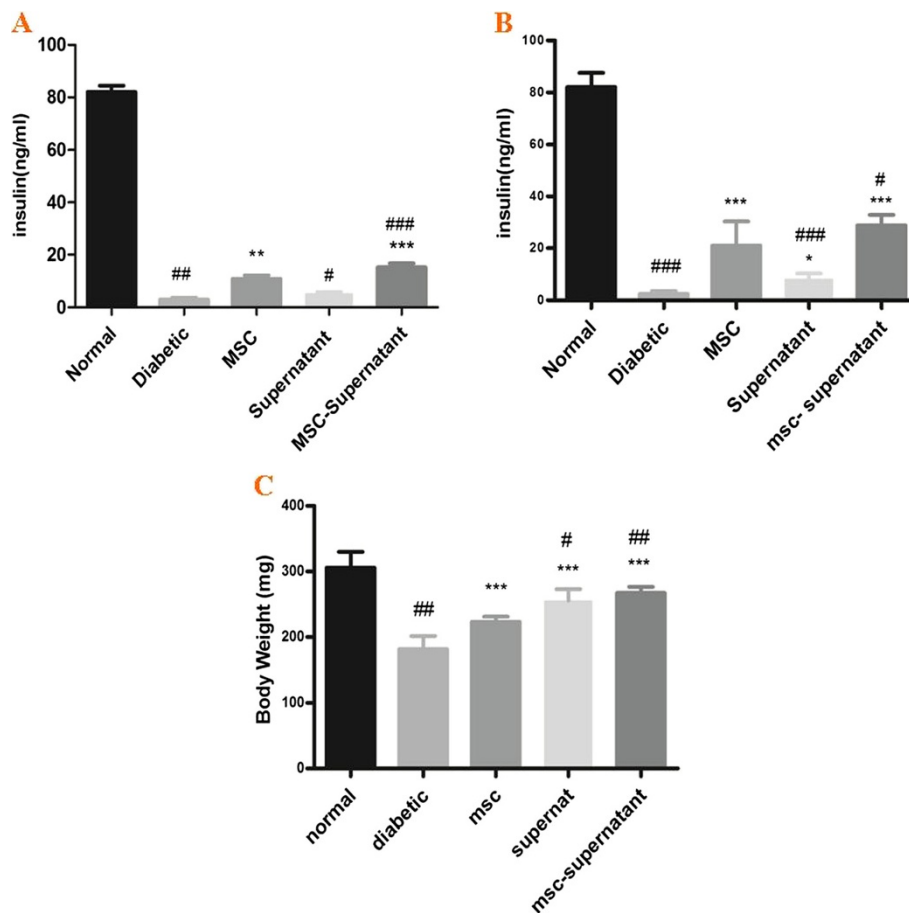 A
insulin(ng/ml)
100
80
60
40
20
0
##
**
#
###
***
Normal
Diabetic
MSC
Supernatant
MSC-Supernatant
B
insulin(ng/ml)
100
80
60
40
20
0
###
***
###
*
#
***
Normal
Diabetic
MSC
Supernatant
msc- supernatant
C
Body Weight (mg)
400
300
200
100
0
##
***
#
***
##
***
normal
diabetic
msc
supernat
msc-supernatant